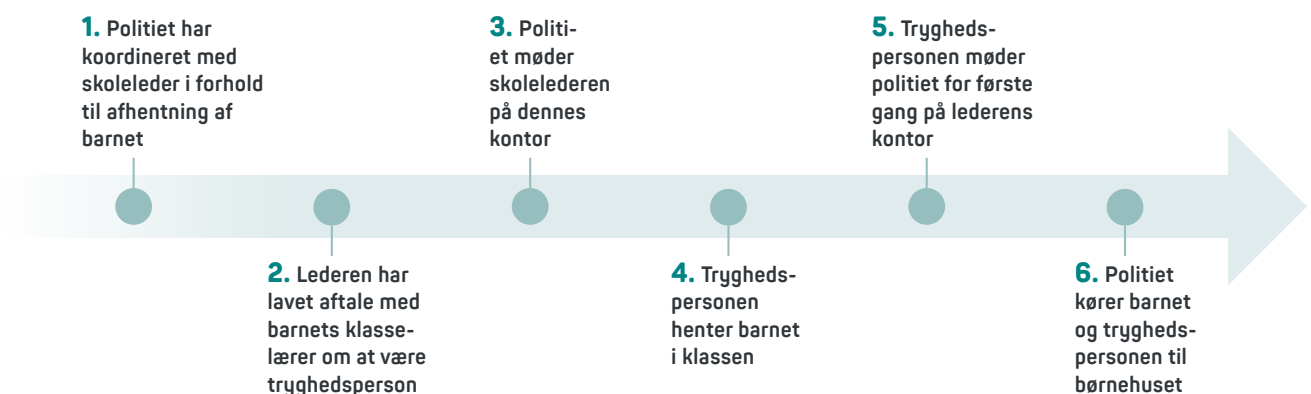 1. Politiet har
koordineret med
skoleleder i forhold
til afhentning af
barnet
2. Lederen har
lavet aftale med
barnets klasse-
lærer om at være
tryghedsperson
3. Politi-
et møder
skolelederen
på dennes
kontor
4. Trygheds-
personen
henter barnet
i klassen
5. Trygheds-
personen møder
politiet for første
gang på lederens
kontor
6. Politiet
kører barnet
og trygheds-
personen til
børnehuset